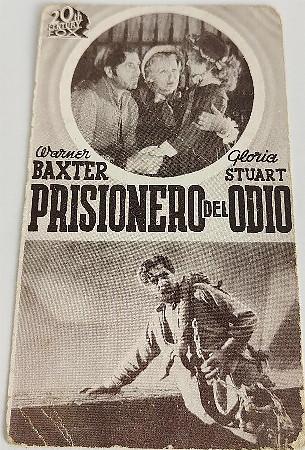 20th
CENTURY
FOX
Warner
BAXTER
Gloria
STUART
PRISIONERO DEL ODIO